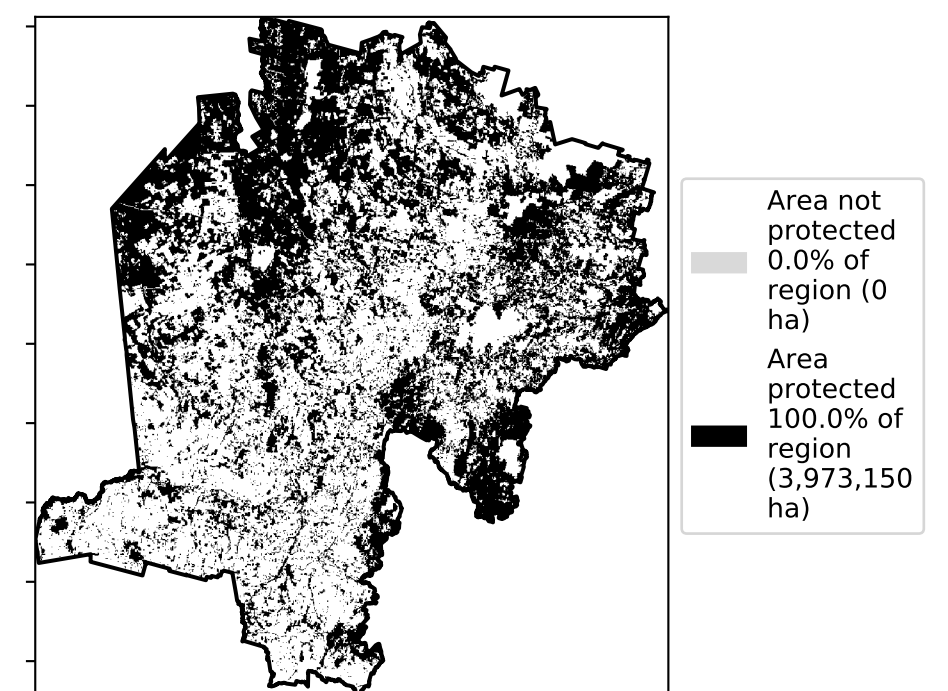 Area not
protected
0.0% of
region (0
ha)
Area
protected
100.0% of
region
(3,973,150
ha)